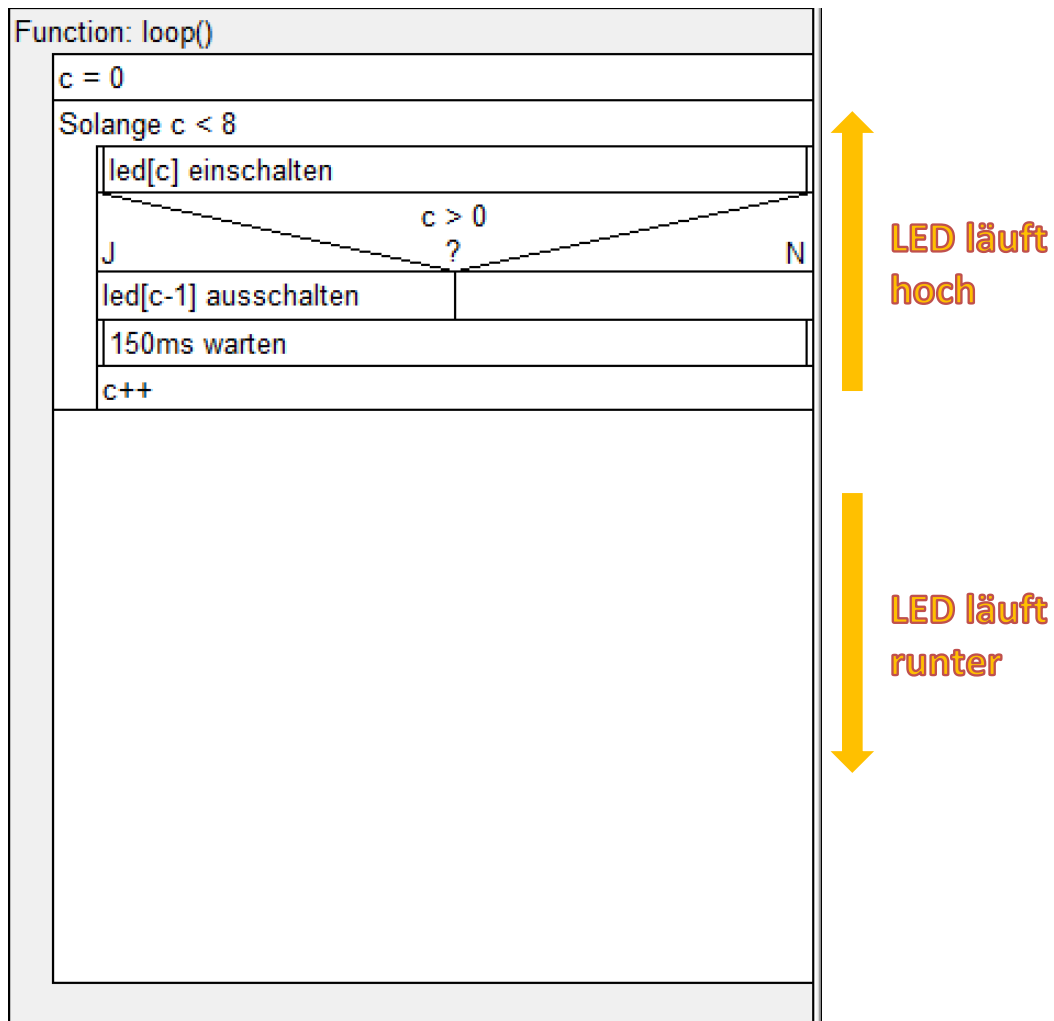 Function: loop()
c = 0
Solange c < 8
led[c] einschalten
c > 0
J
?
N
led[c-1] ausschalten
150ms warten
c++
LED läuft
hoch
LED läuft
runter